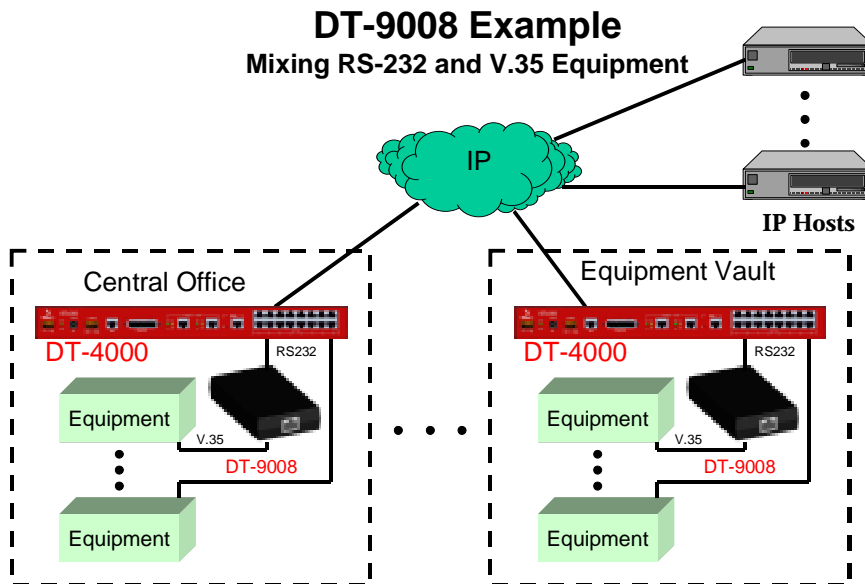 DT-9008 Example
Mixing RS-232 and V.35 Equipment
IP
IP Hosts
Central Office
DT-4000
RS232
Equipment
V.35
DT-9008
Equipment
Equipment Vault
DT-4000
RS232
Equipment
V.35
DT-9008
Equipment